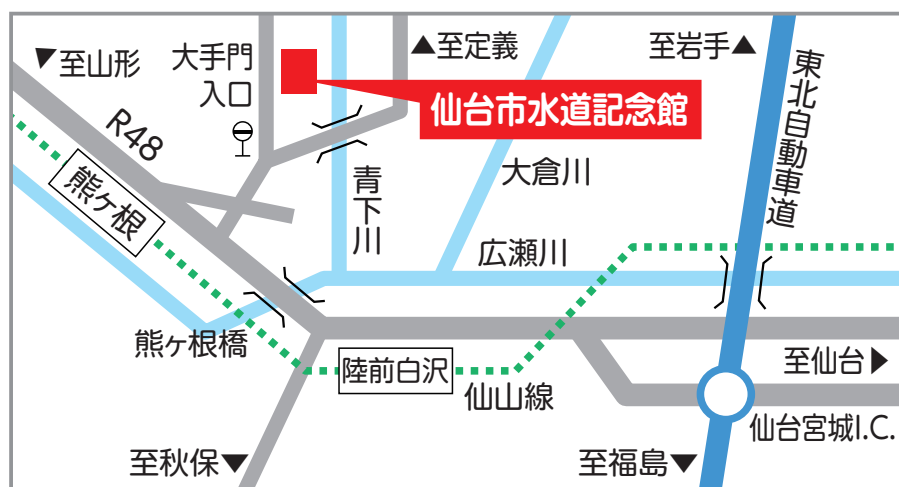 ▼至山形
大手門
入口
▲至定義
至岩手▲
仙台市水道記念館
東北自動車道
R48
熊ヶ根
青下川
大倉川
広瀬川
熊ヶ根橋
陸前白沢
仙山線
至仙台▶
仙台宮城I.C.
至秋保▼
至福島▼